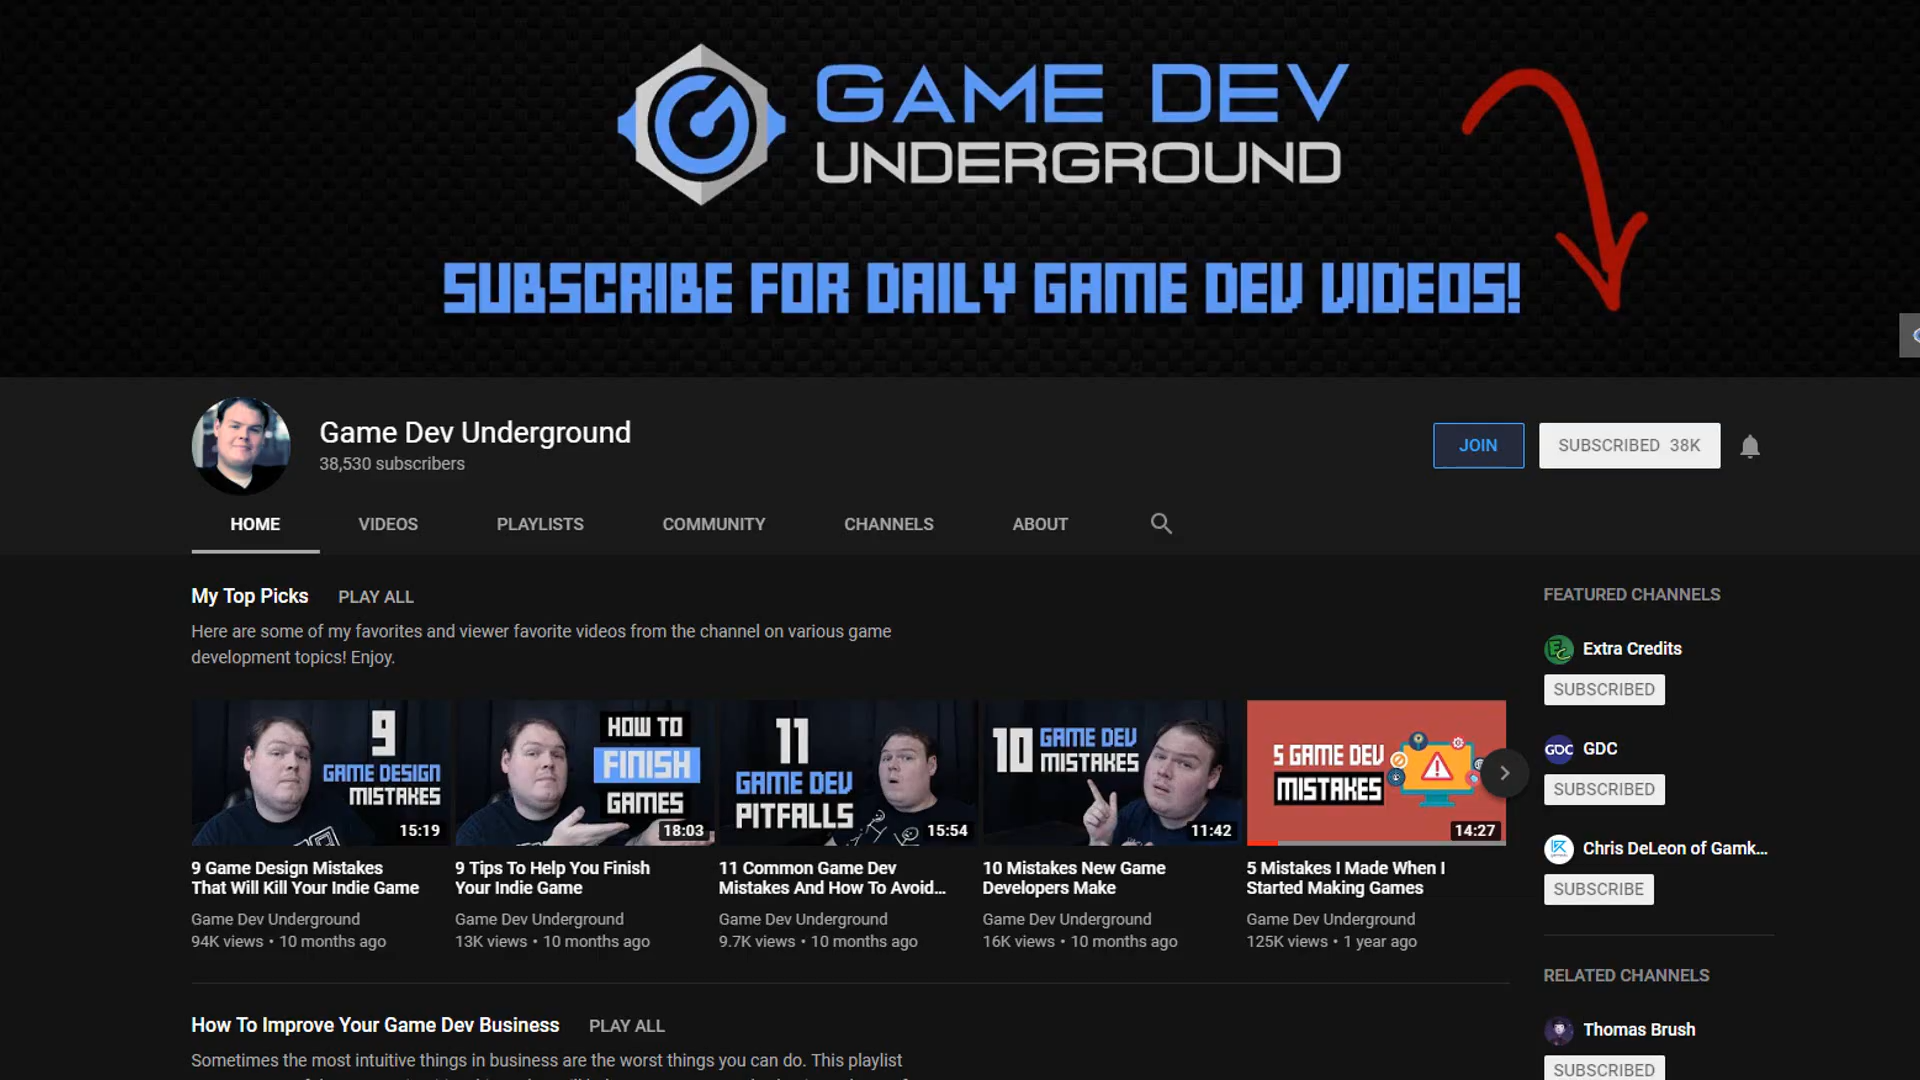 GAME DEV
UNDERGROUND
SUBSCRIBE FOR DAILY GAME DEV VIDEOS!
Game Dev Underground
38,530 subscribers
JOIN
SUBSCRIBED 38K
HOME
VIDEOS
PLAYLISTS
COMMUNITY
CHANNELS
ABOUT
My Top Picks
PLAY ALL
Here are some of my favorites and viewer favorite videos from the channel on various game
development topics! Enjoy.
9
GAME DESIGN
MISTAKES
15:19
9 Game Design Mistakes
That Will Kill Your Indie Game
Game Dev Underground
94K views • 10 months ago
HOW TO
FINISH
GAMES
18:03
9 Tips To Help You Finish
Your Indie Game
Game Dev Underground
13K views • 10 months ago
11
GAME DEV
PITFALLS
15:54
11 Common Game Dev
Mistakes And How To Avoid...
Game Dev Underground
9.7K views • 10 months ago
10 GAME DEV
MISTAKES
11:42
10 Mistakes New Game
Developers Make
Game Dev Underground
16K views • 10 months ago
5 GAME DEV
MISTAKES
14:27
5 Mistakes I Made When I
Started Making Games
Game Dev Underground
125K views • 1 year ago
How To Improve Your Game Dev Business
PLAY ALL
Sometimes the most intuitive things in business are the worst things you can do. This playlist
FEATURED CHANNELS
EC
Extra Credits
SUBSCRIBED
GDC
GDC
SUBSCRIBED
Chris DeLeon of Gamk...
SUBSCRIBE
RELATED CHANNELS
Thomas Brush
SUBSCRIBED